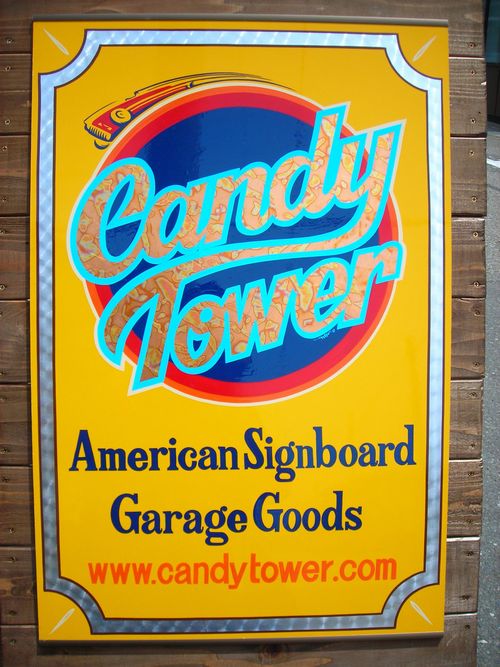 Candy
Tower
American Signboard
Garage Goods
www.candytower.com